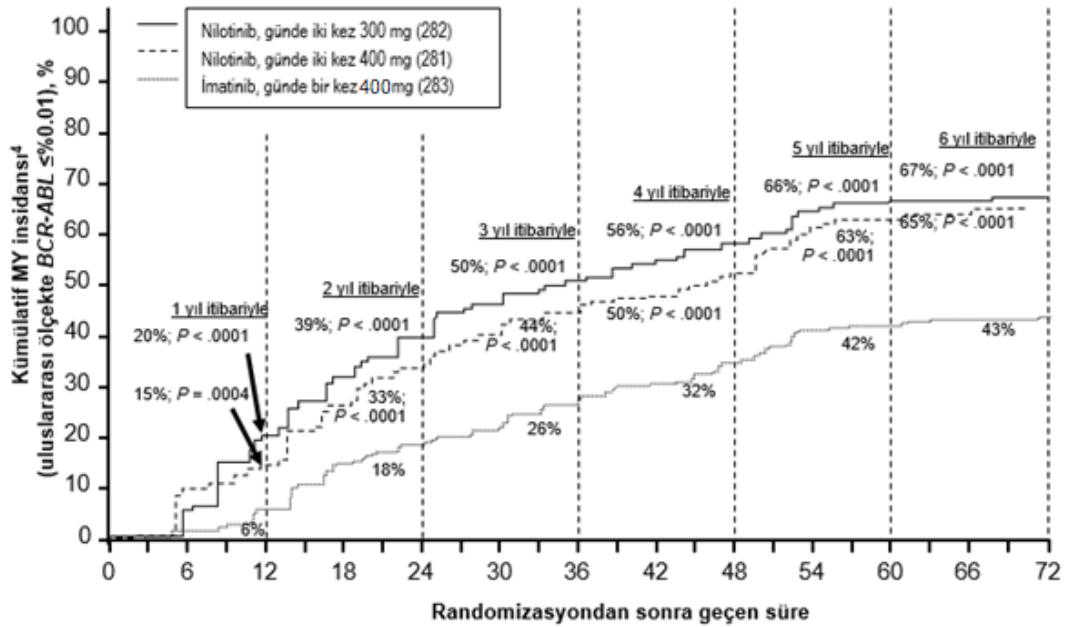 Kümülatif MY insidansı⁴
(uluslararası ölçekte BCR-ABL ≤%0.01), %
100
90
80
70
60
50
40
30
20
10
0
Nilotinib, günde iki kez 300 mg (282)
Nilotinib, günde iki kez 400 mg (281)
İmatinib, günde bir kez 400 mg (283)
1 yıl itibariyle
20%; P < .0001
15%; P = .0004
6%
2 yıl itibariyle
39%; P < .0001
33%;
P < .0001
18%
3 yıl itibariyle
50%; P < .0001
44%;
P < .0001
26%
4 yıl itibariyle
56%; P < .0001
50%; P < .0001
32%
5 yıl itibariyle
66%; P < .0001
63%;
P < .0001
42%
6 yıl itibariyle
67%; P < .0001
65%; P < .0001
43%
0 6 12 18 24 30 36 42 48 54 60 66 72
Randomizasyondan sonra geçen süre